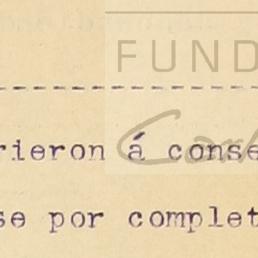 FUND
rieron á conse
se por complet